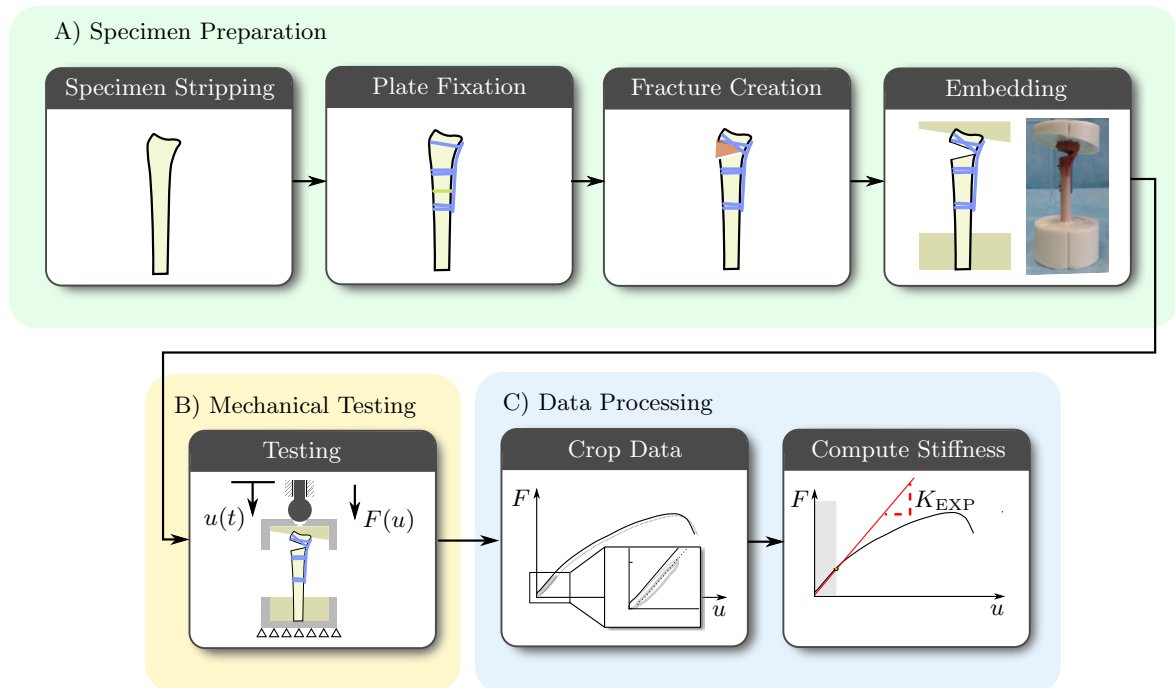 A) Specimen Preparation
Specimen Stripping
Plate Fixation
Fracture Creation
Embedding
B) Mechanical Testing
Testing
u(t)
F(u)
C) Data Processing
Crop Data
F
u
Compute Stiffness
F
K_EXP
u